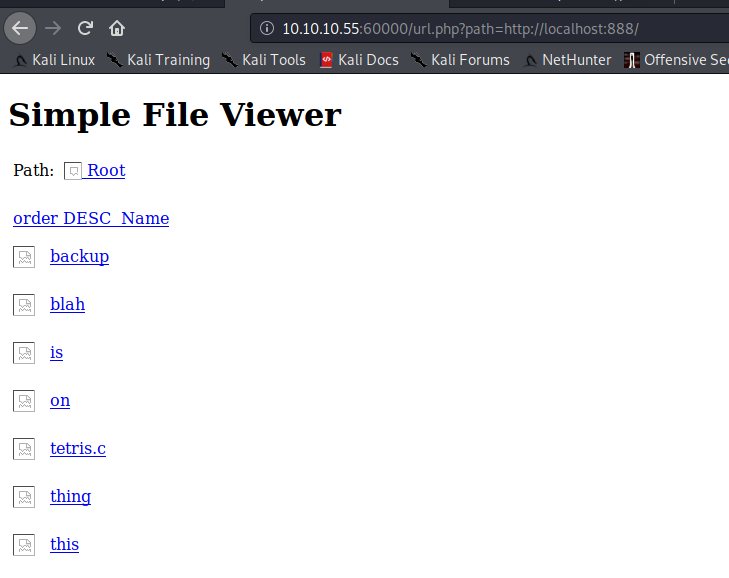 10.10.10.55:60000/url.php?path=http://localhost:888/
Kali Linux Kali Training Kali Tools Kali Docs Kali Forums NetHunter Offensive Sec
Simple File Viewer
Path: Root
order DESC Name
backup
blah
is
on
tetris.c
thing
this